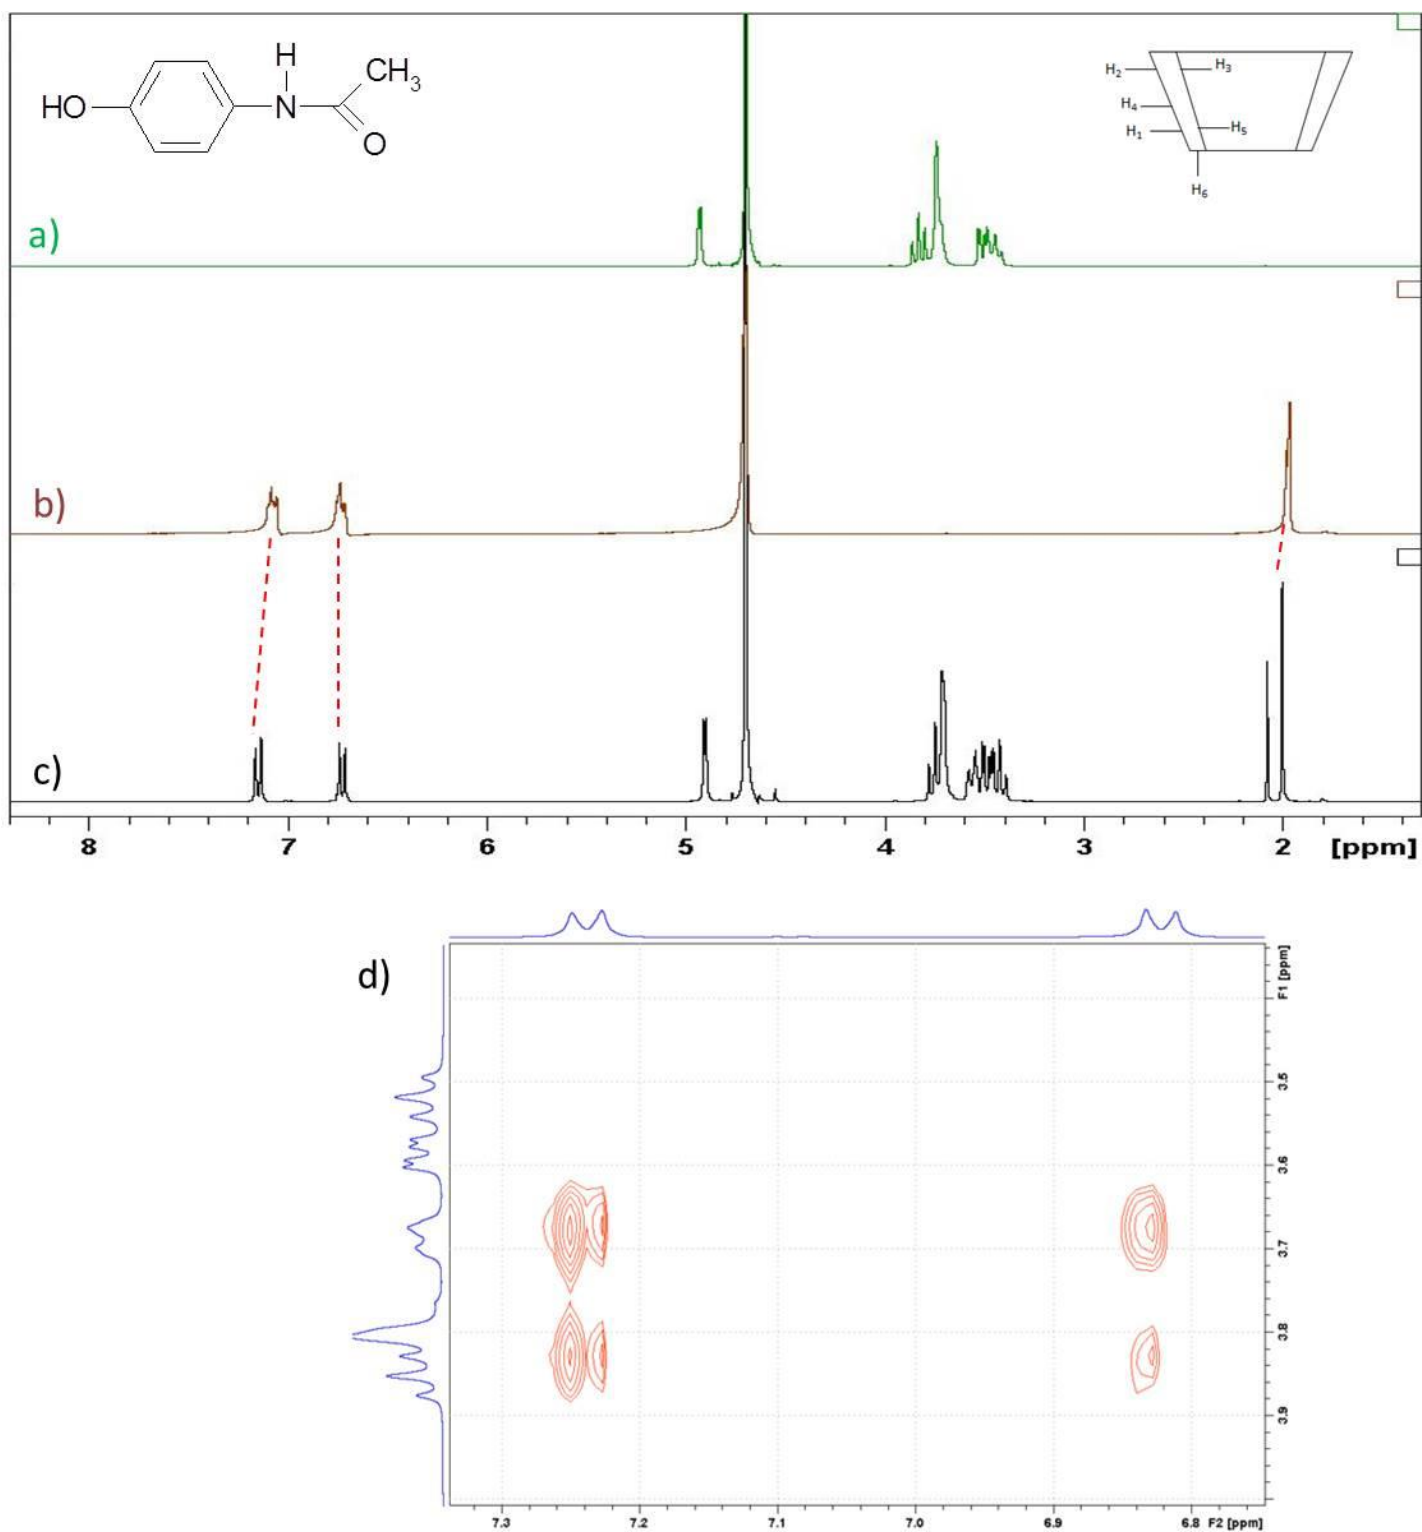 H
CH3
HO
N
O
H2
H3
H4
H1
H5
H6
a)
b)
c)
8 7 6 5 4 3 2 [ppm]
d)
F1 [ppm]
3.5
3.6
3.7
3.8
3.9
7.3 7.2 7.1 7.0 6.9 6.8 F2 [ppm]